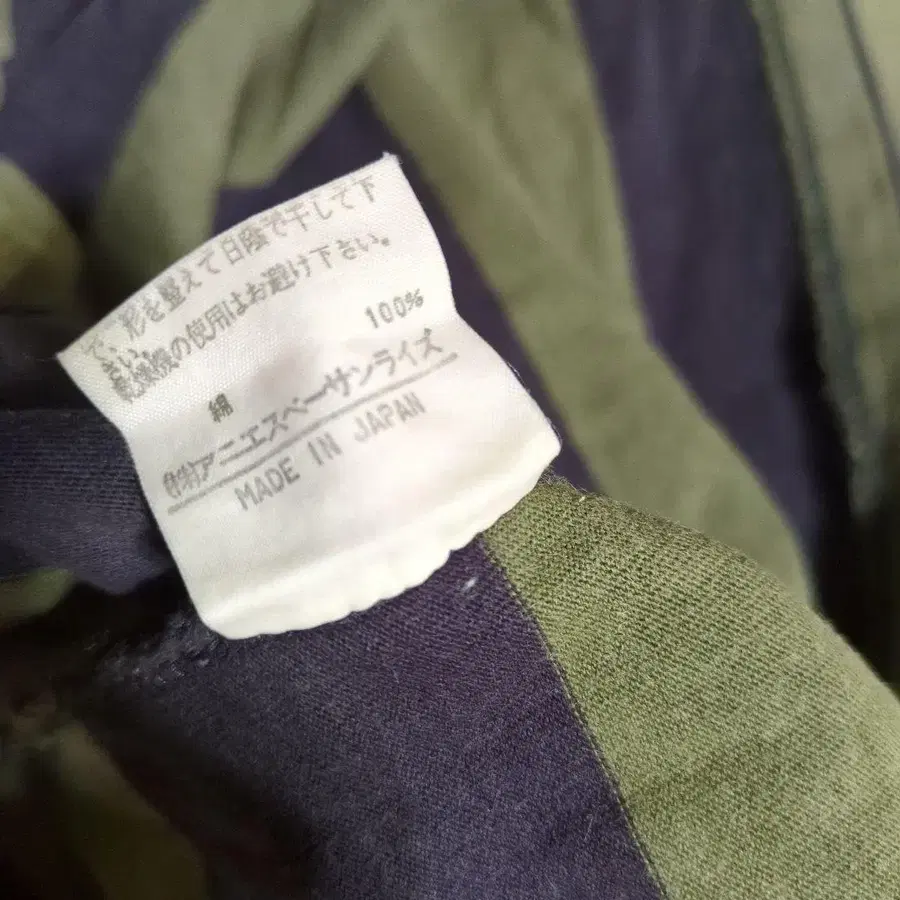 で、形を整えて日陰で干して下
さい。
乾燥機の使用はお避け下さい。
綿 100%
(株)アニエスベーサンライズ
MADE IN JAPAN